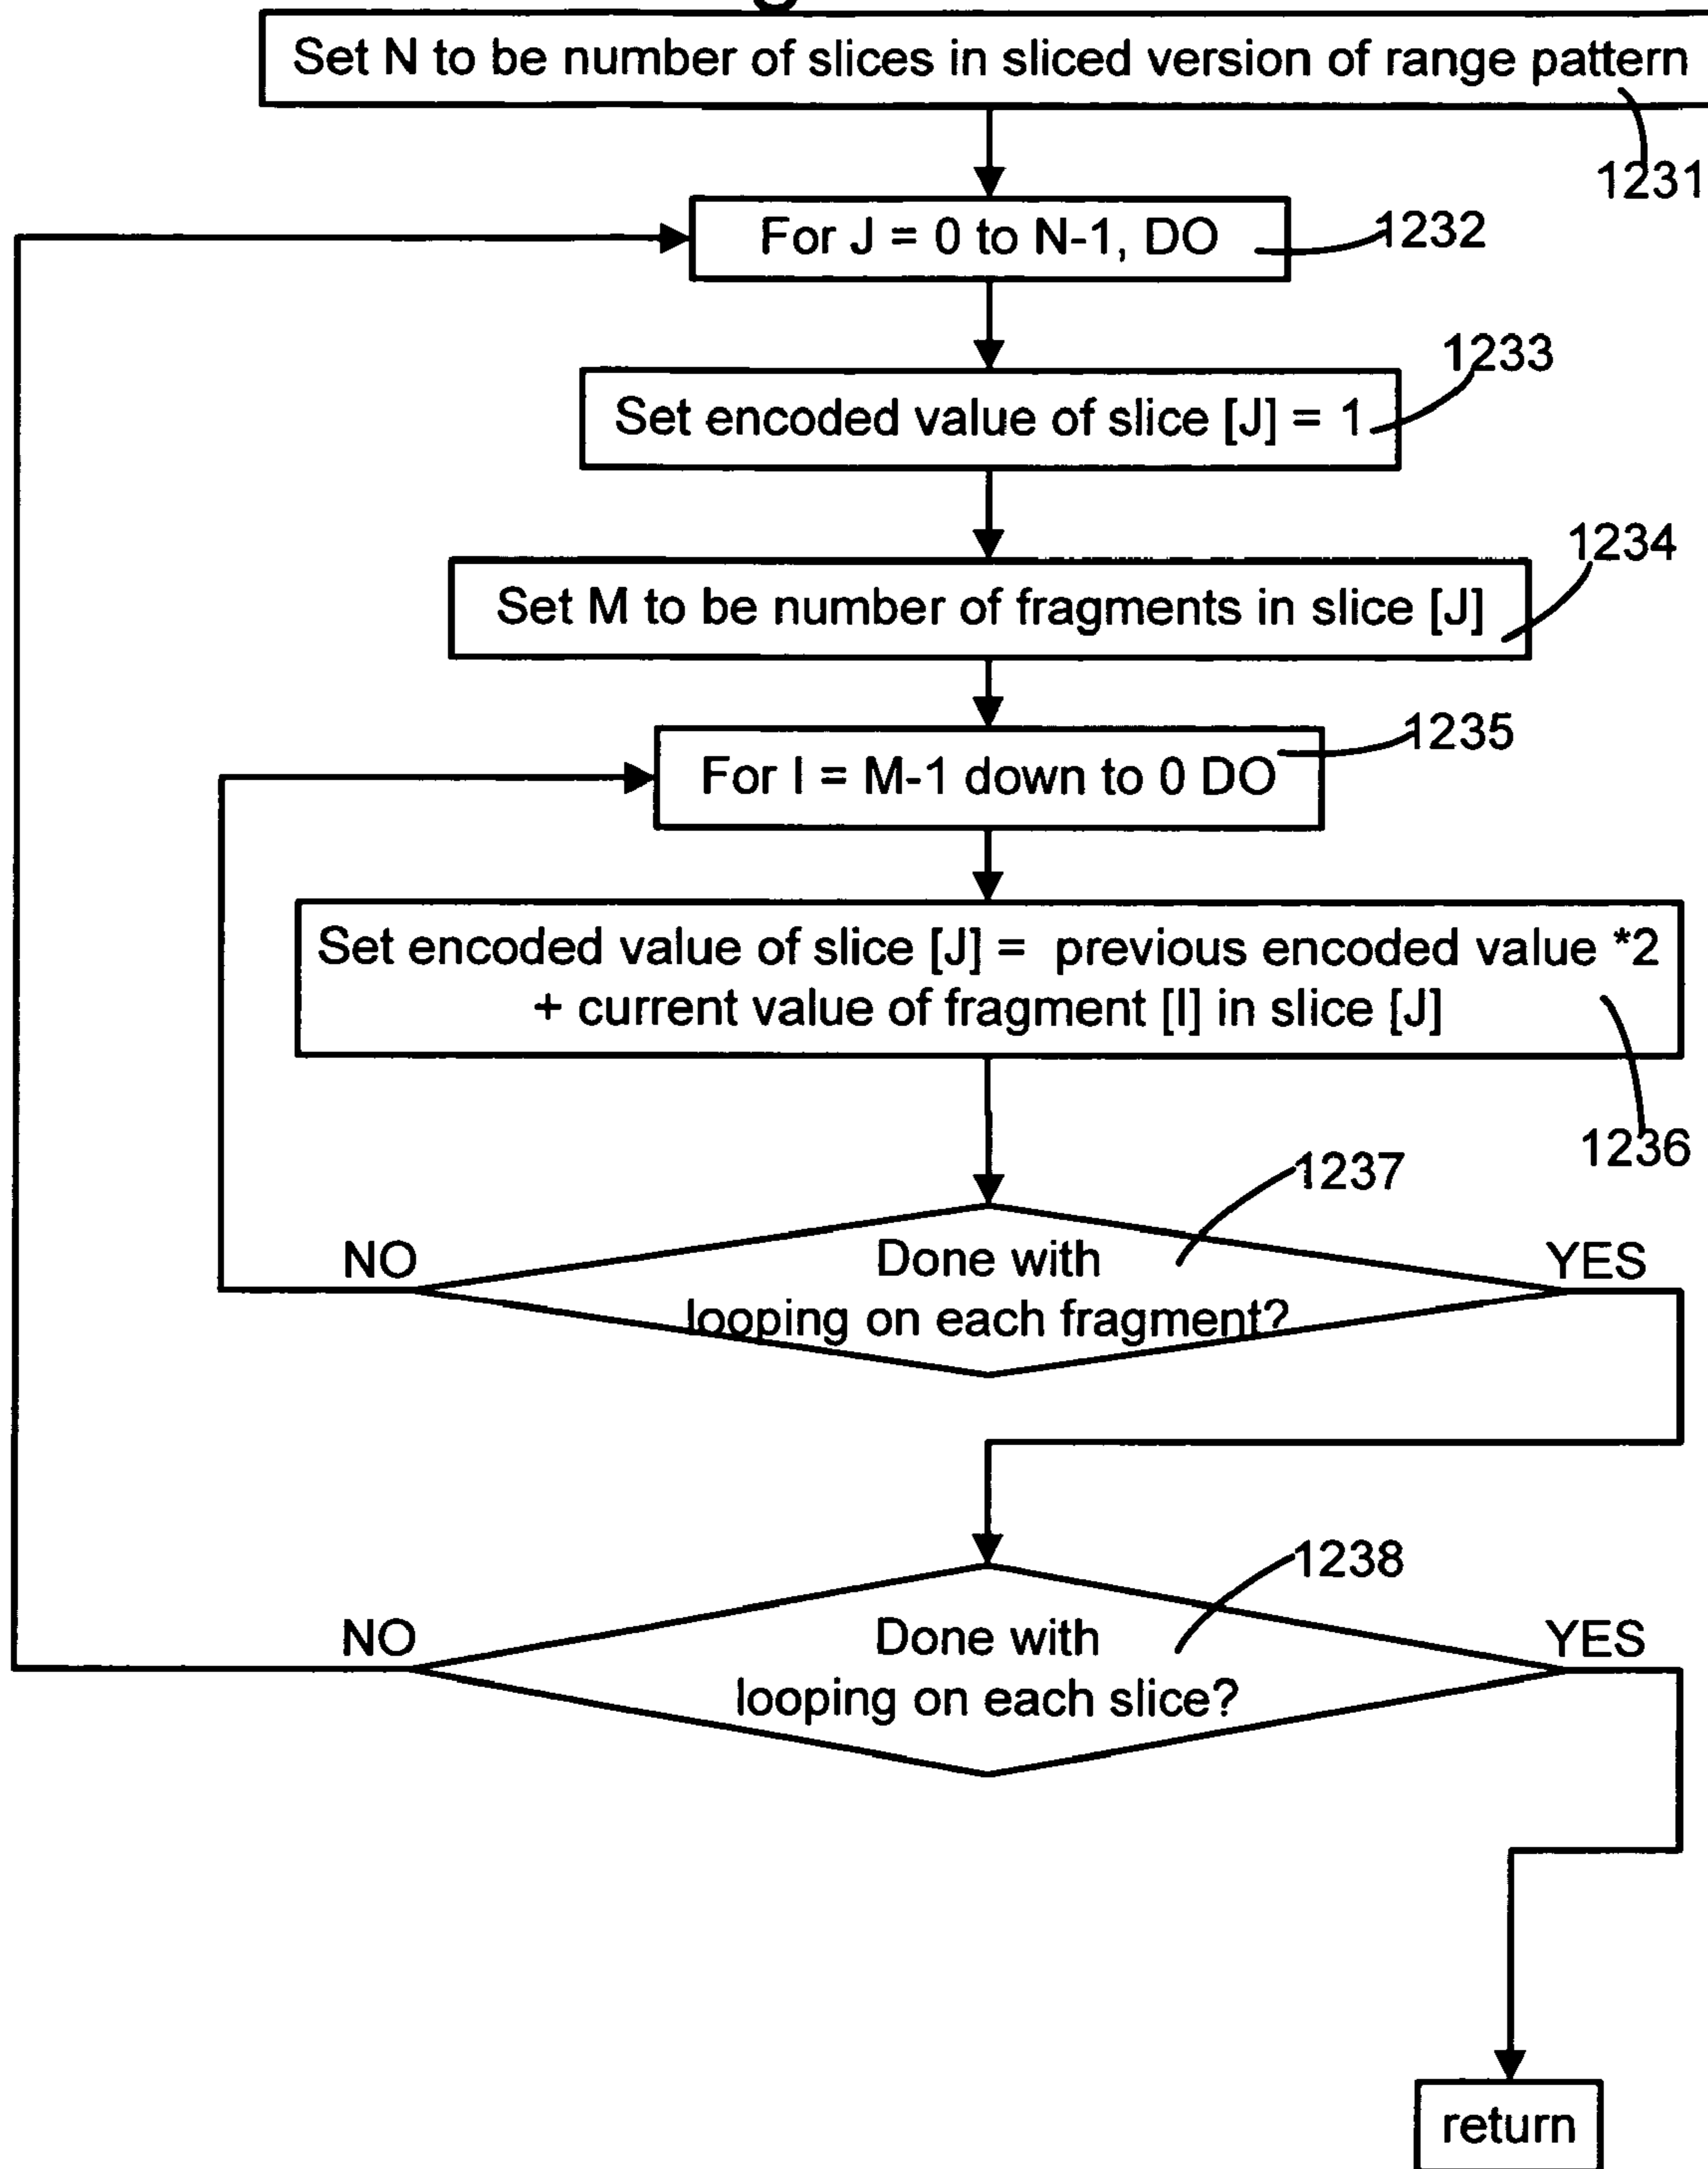 Set N to be number of slices in sliced version of range pattern
1231
For J = 0 to N-1, DO
1232
1233
Set encoded value of slice [J] = 1
1234
Set M to be number of fragments in slice [J]
1235
For I = M-1 down to 0 DO
Set encoded value of slice [J] = previous encoded value *2
+ current value of fragment [I] in slice [J]
1236
1237
NO
Done with
YES
looping on each fragment?
1238
NO
Done with
YES
looping on each slice?
return